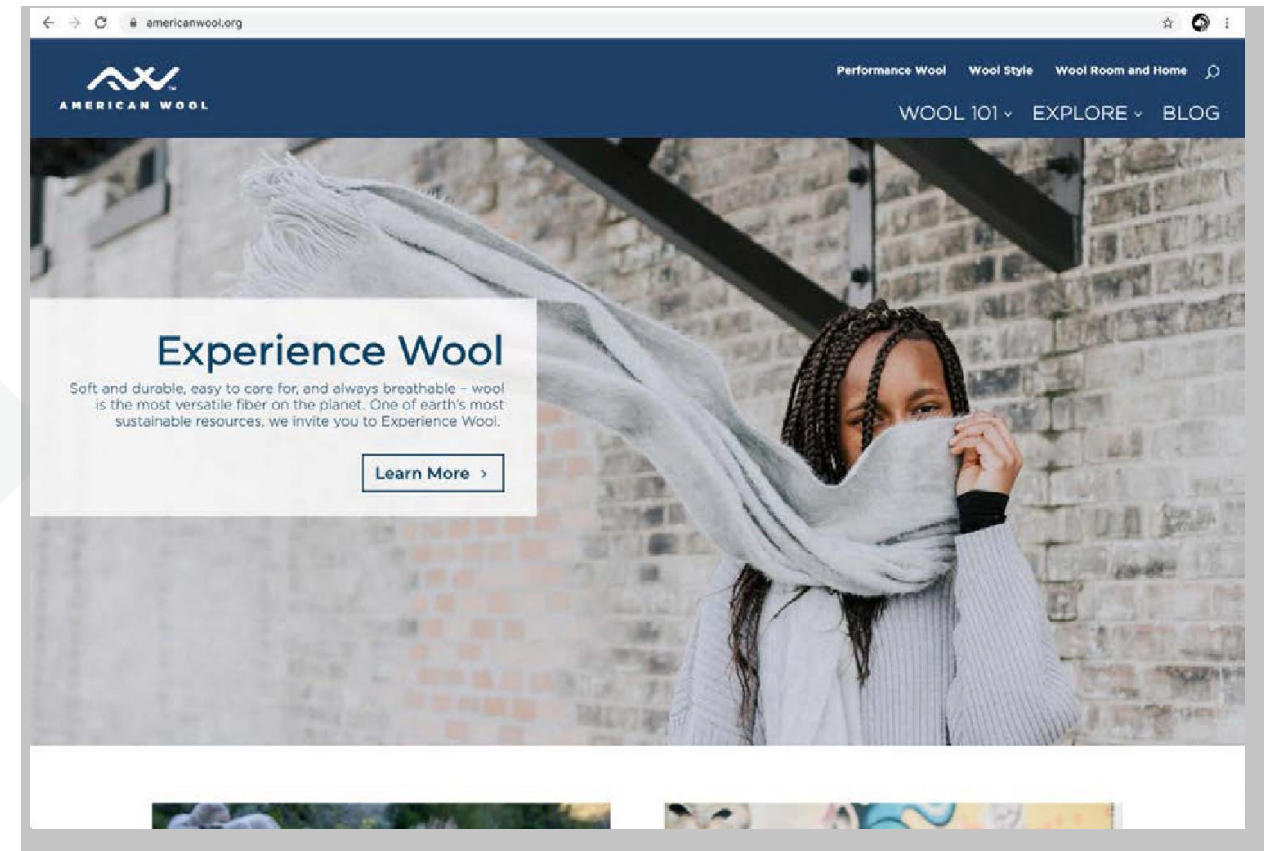 americanwool.org
AMERICAN WOOL
Performance Wool Wool Style Wool Room and Home
WOOL 101 EXPLORE BLOG
Experience Wool
Soft and durable, easy to care for, and always breathable – wool
is the most versatile fiber on the planet. One of earth's most
sustainable resources, we invite you to Experience Wool.
Learn More >